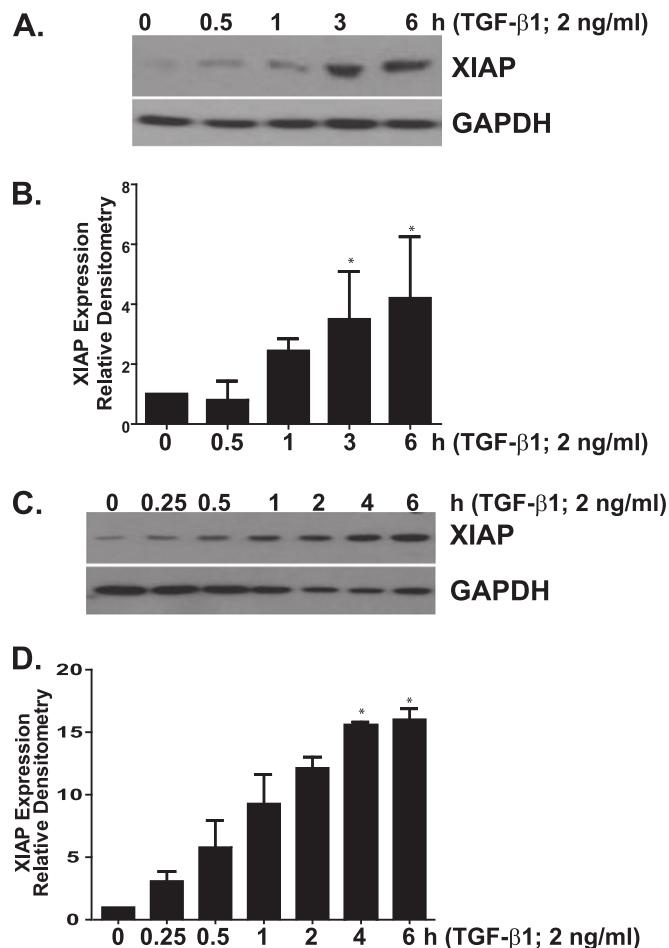 A.
0 0.5 1 3 6 h (TGF-β1; 2 ng/ml)
XIAP
GAPDH
B.
XIAP Expression
Relative Densitometry
8
6
4
2
0
*
*
0 0.5 1 3 6 h (TGF-β1; 2 ng/ml)
C.
0 0.25 0.5 1 2 4 6 h (TGF-β1; 2 ng/ml)
XIAP
GAPDH
D.
XIAP Expression
Relative Densitometry
20
15
10
5
0
*
*
0 0.25 0.5 1 2 4 6 h (TGF-β1; 2 ng/ml)